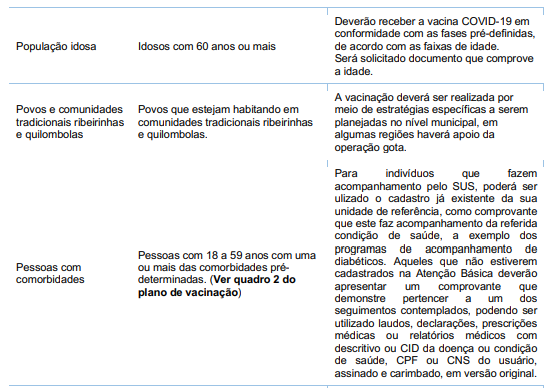 População idosa
Idosos com 60 anos ou mais
Deverão receber a vacina COVID-19 em
conformidade com as fases pré-definidas,
de acordo com as faixas de idade.
Será solicitado documento que comprove
a idade.
Povos e comunidades
tradicionais ribeirinhas
e quilombolas
Povos que estejam habitando em
comunidades tradicionais ribeirinhas
e quilombolas.
A vacinação deverá ser realizada por
meio de estratégias específicas a serem
planejadas no nível municipal, em
algumas regiões haverá apoio da
operação gota.
Pessoas com
comorbidades
Pessoas com 18 a 59 anos com uma
ou mais das comorbidades pré-
determinadas. (Ver quadro 2 do
plano de vacinação)
Para indivíduos que fazem
acompanhamento pelo SUS, poderá ser
ulizado o cadastro já existente da sua
unidade de referência, como comprovante
que este faz acompanhamento da referida
condição de saúde, a exemplo dos
programas de acompanhamento de
diabéticos. Aqueles que não estiverem
cadastrados na Atenção Básica deverão
apresentar um comprovante que
demonstre pertencer a um dos
seguimentos contemplados, podendo ser
utilizado laudos, declarações, prescrições
médicas ou relatórios médicos com
descritivo ou CID da doença ou condição
de saúde, CPF ou CNS do usuário,
assinado e carimbado, em versão original.